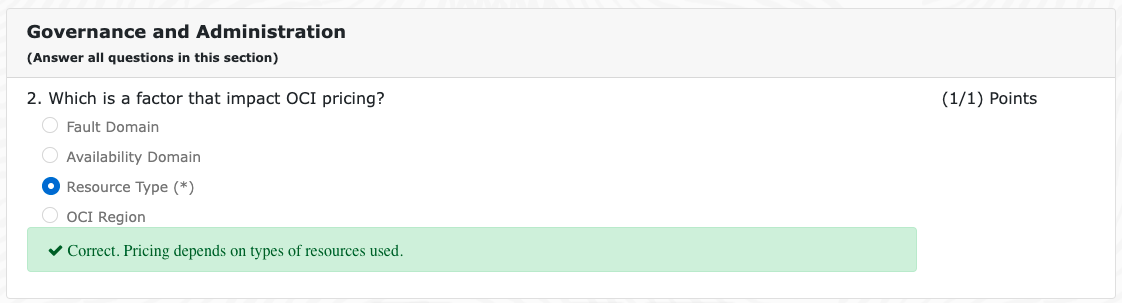 Governance and Administration
(Answer all questions in this section)
2. Which is a factor that impact OCI pricing? (1/1) Points
Fault Domain
Availability Domain
Resource Type (*)
OCI Region
Correct. Pricing depends on types of resources used.